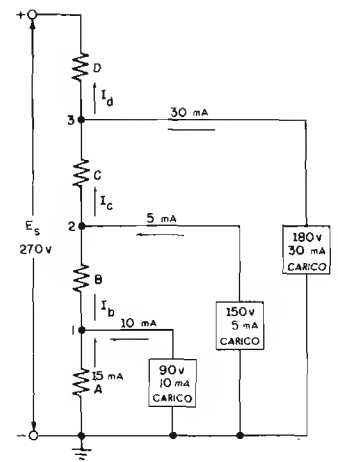 +
D
I_d
3
30 mA
C
I_c
E_s
270 v
2
5 mA
180 v
30 mA
CARICO
B
I_b
1
10 mA
150 v
5 mA
CARICO
15 mA
A
90 v
10 mA
CARICO
-